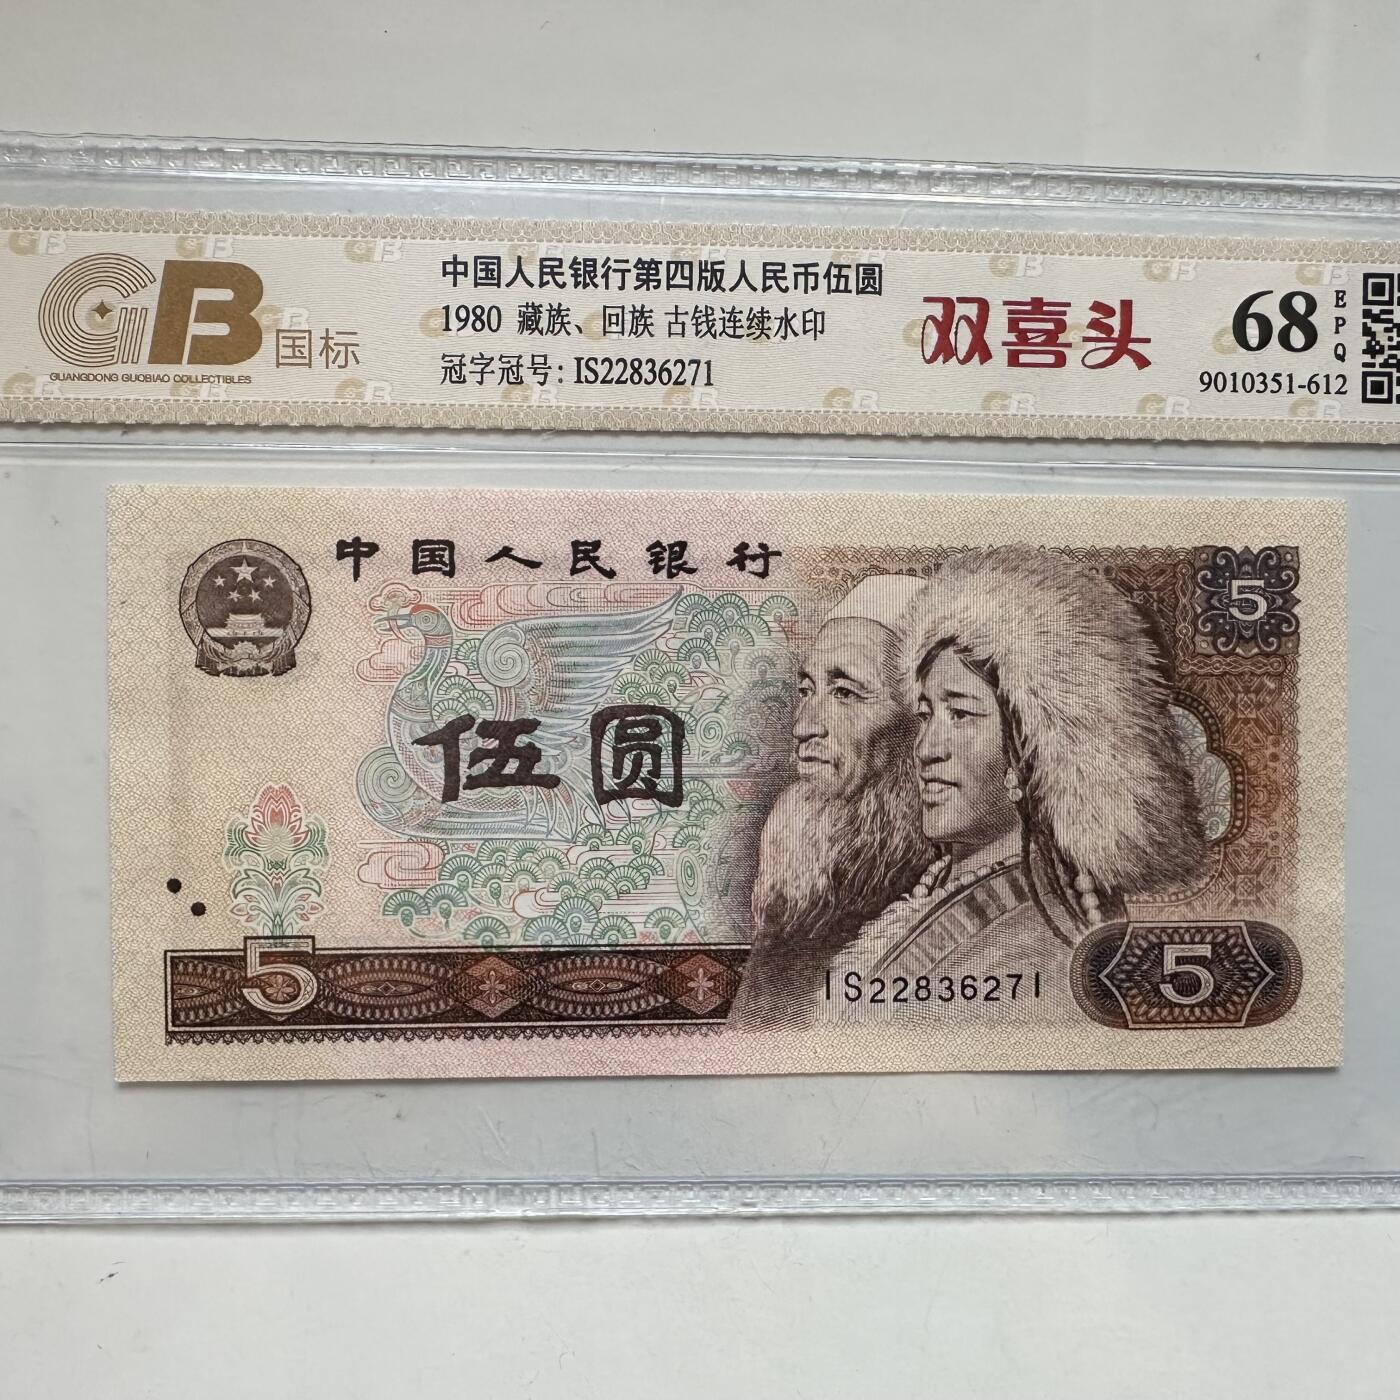 GB 国标
GUANGDONG GUOBIAO COLLECTIBLES
中国人民银行第四版人民币伍圆
1980 藏族、回族 古钱连续水印
冠字冠号: IS22836271
双喜头
68
EPQ
9010351-612
中国人民银行
5
伍圆
5
IS22836271
5